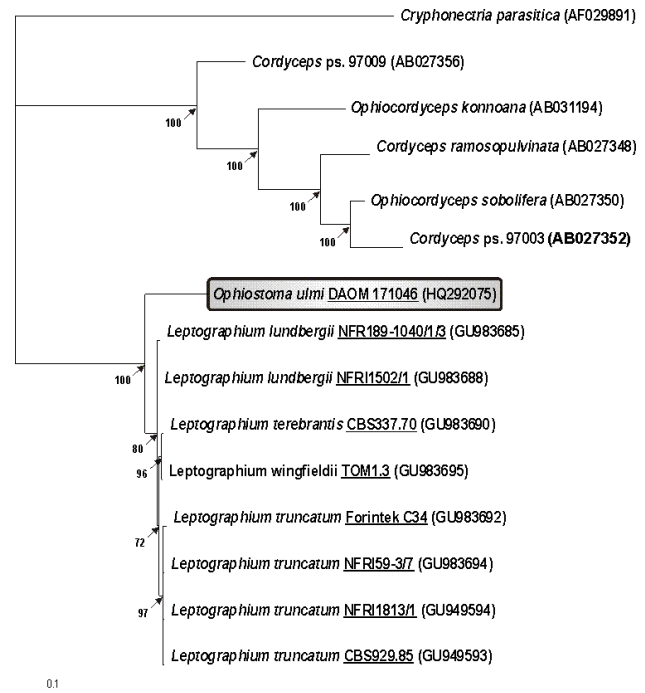 Cryphonectria parasitica (AF029891)
Cordyceps ps. 97009 (AB027356)
100
Ophiocordyceps konnoana (AB031194)
100
Cordyceps ramosopulvinata (AB027348)
100
Ophiocordyceps sobolifera (AB027350)
100
Cordyceps ps. 97003 (AB027352)
Ophiostoma ulmi DAOM 171046 (HQ292075)
Leptographium lundbergii NFR189-1040/1/3 (GU983685)
100
Leptographium lundbergii NFRI1502/1 (GU983688)
Leptographium terebrantis CBS337.70 (GU983690)
80
96
Leptographium wingfieldii TOM1.3 (GU983695)
Leptographium truncatum Forintek C34 (GU983692)
72
Leptographium truncatum NFRI59-3/7 (GU983694)
97
Leptographium truncatum NFRI1813/1 (GU949594)
Leptographium truncatum CBS929.85 (GU949593)
0.1